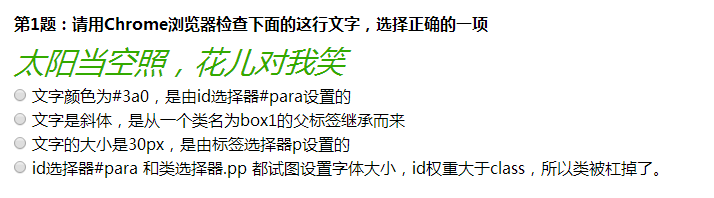 第1题：请用Chrome浏览器检查下面的这行文字，选择正确的一项
太阳当空照，花儿对我笑
文字颜色为#3a0，是由id选择器#para设置的
文字是斜体，是从一个类名为box1的父标签继承而来
文字的大小是30px，是由标签选择器p设置的
id选择器#para 和类选择器.pp 都试图设置字体大小，id权重大于class，所以类被杠掉了。